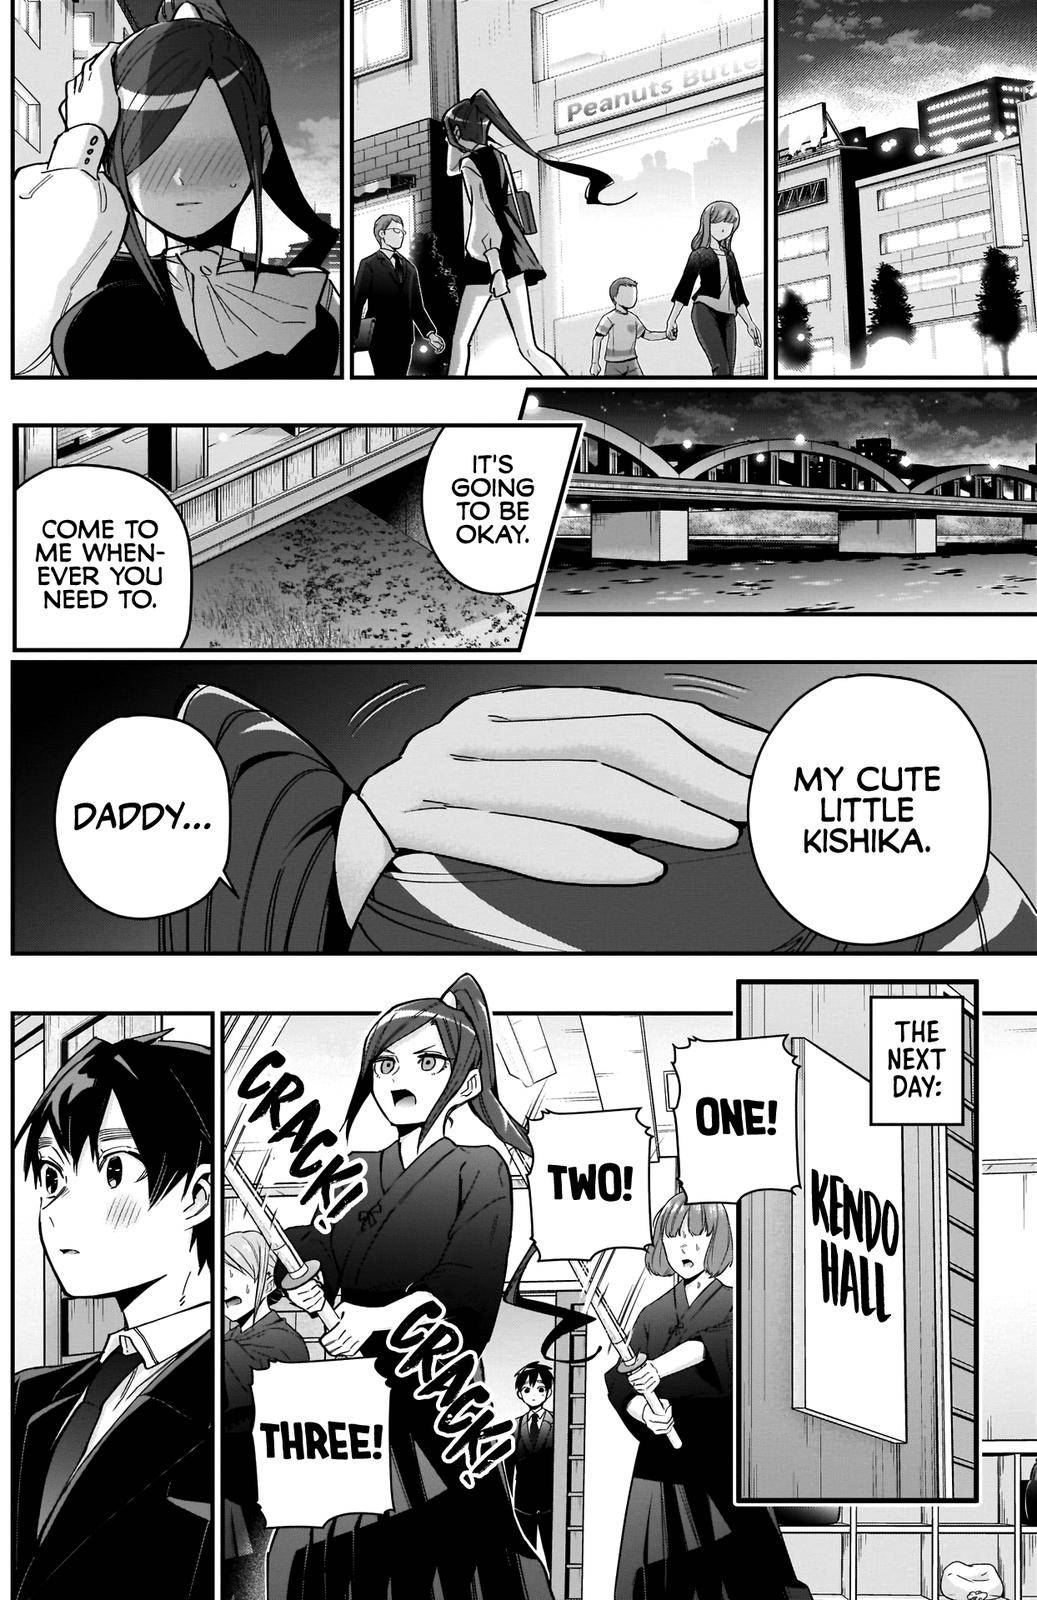 Peanuts Butte
IT'S
GOING
TO BE
OKAY.
COME TO
ME WHEN-
EVER YOU
NEED TO.
MY CUTE
LITTLE
KISHIKA.
DADDY...
THE
NEXT
DAY:
KENDO
HALL
ONE!
TWO!
CRACK!
THREE!
CRACK!